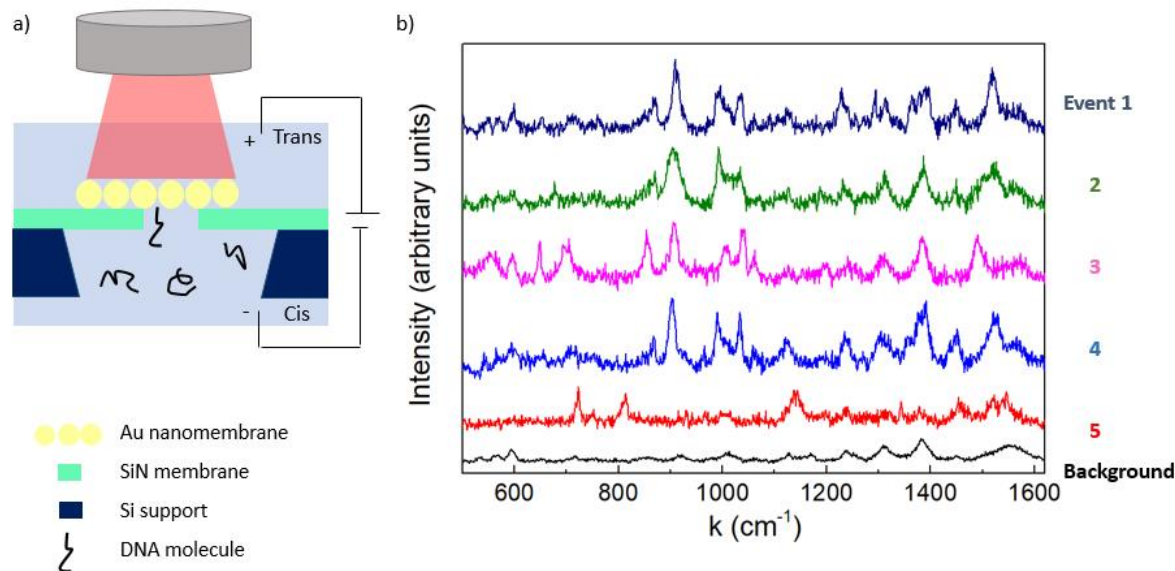 a)
+ Trans
- Cis
Au nanomembrane
SiN membrane
Si support
DNA molecule
b)
Intensity (arbitrary units)
Event 1
2
3
4
5
Background
600 800 1000 1200 1400 1600
k (cm⁻¹)